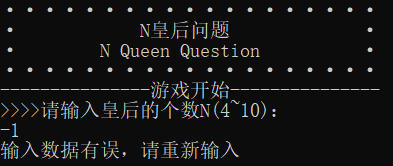 · · · · · · · · · · · · · · · · · · · ·
· N皇后问题 ·
· N Queen Question ·
· · · · · · · · · · · · · · · · · · · ·
---------------游戏开始---------------
>>>>请输入皇后的个数N(4~10):
-1
输入数据有误，请重新输入